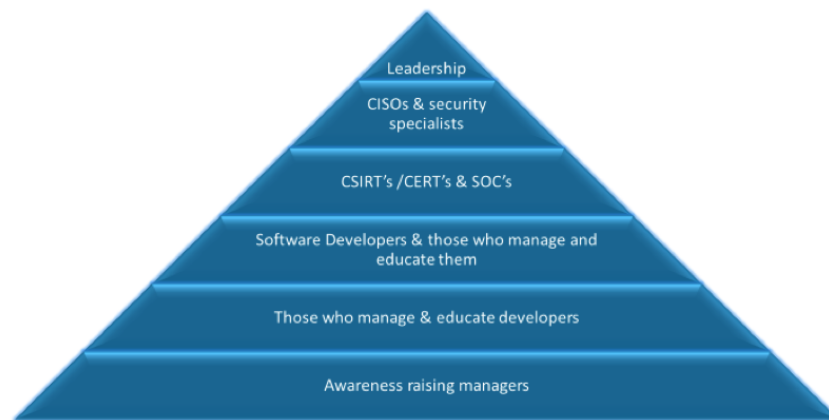 Leadership
CISOs & security
specialists
CSIRT's /CERT's & SOC's
Software Developers & those who manage and
educate them
Those who manage & educate developers
Awareness raising managers